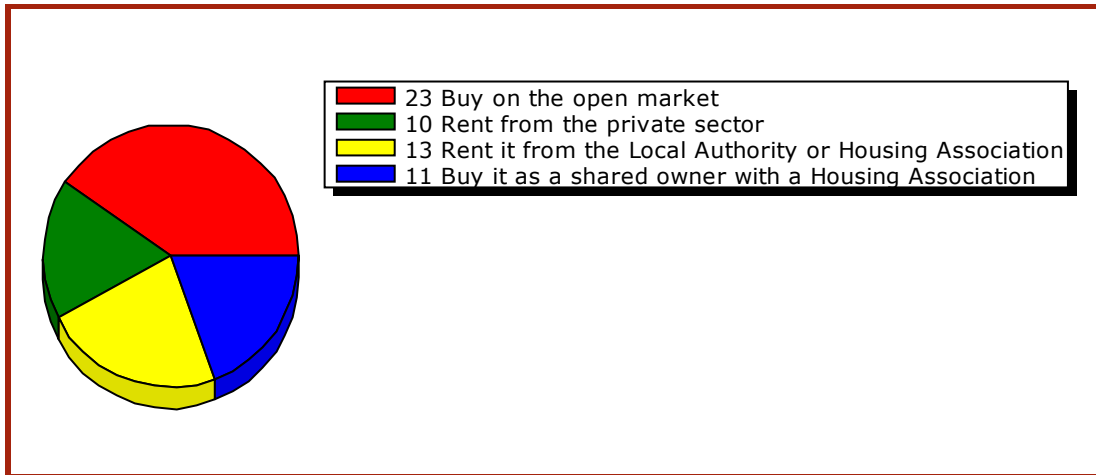 23 Buy on the open market
10 Rent from the private sector
13 Rent it from the Local Authority or Housing Association
11 Buy it as a shared owner with a Housing Association